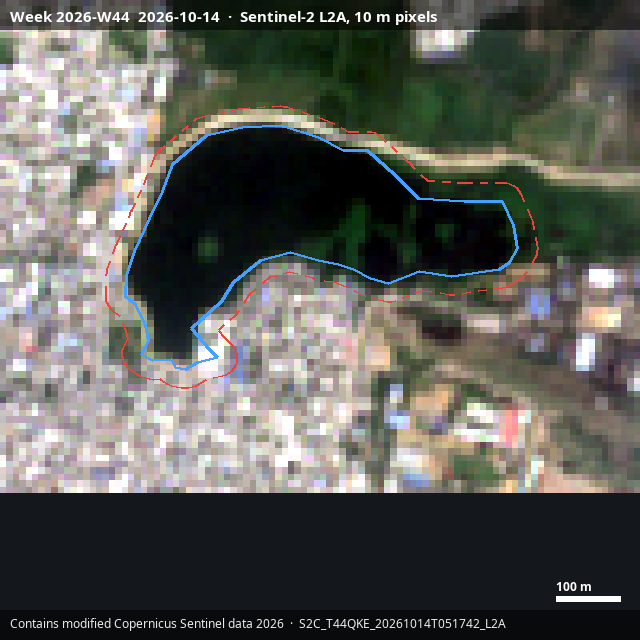 Week 2026-W44 2026-10-14 · Sentinel-2 L2A, 10 m pixels
100 m
Contains modified Copernicus Sentinel data 2026 · S2C_T44QKE_20261014T051742_L2A